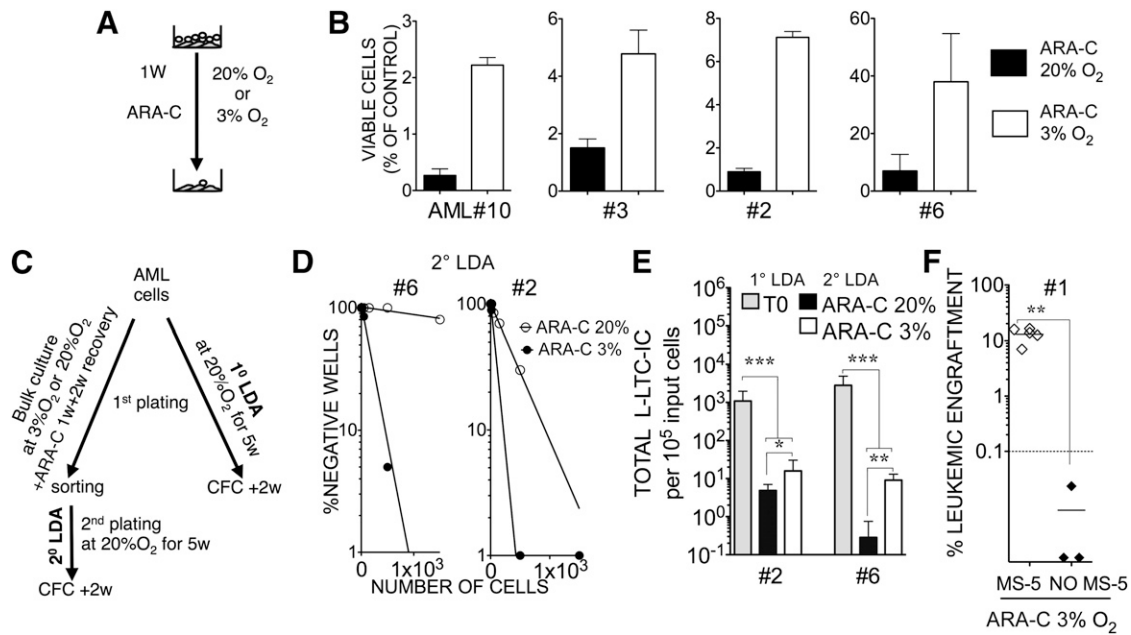 A
1W
ARA-C
20% O₂
or
3% O₂
B
VIABLE CELLS
(% OF CONTROL)
3
2
1
0
AML#10
6
4
2
0
#3
8
6
4
2
0
#2
60
50
40
30
20
10
0
#6
ARA-C
20% O₂
ARA-C
3% O₂
C
AML
cells
Bulk culture
at 3%O₂ or 20%O₂
+ARA-C 1w+2w recovery
1st plating
1⁰ LDA
at 20%O₂ for 5w
sorting
CFC +2w
2⁰ LDA
2nd plating
at 20%O₂ for 5w
CFC +2w
D
2° LDA
#6
#2
%NEGATIVE WELLS
100
10
1
0
1x10³
100
10
1
0
1x10³
ARA-C 20%
ARA-C 3%
NUMBER OF CELLS
E
1° LDA
2° LDA
T0
ARA-C 20%
ARA-C 3%
TOTAL L-LTC-IC
per 10⁵ input cells
10⁶
10⁵
10⁴
10³
10²
10¹
10⁰
10⁻¹
***
*
***
**
#2
#6
F
#1
% LEUKEMIC ENGRAFTMENT
100
10
0.1
**
MS-5
NO MS-5
ARA-C 3% O₂